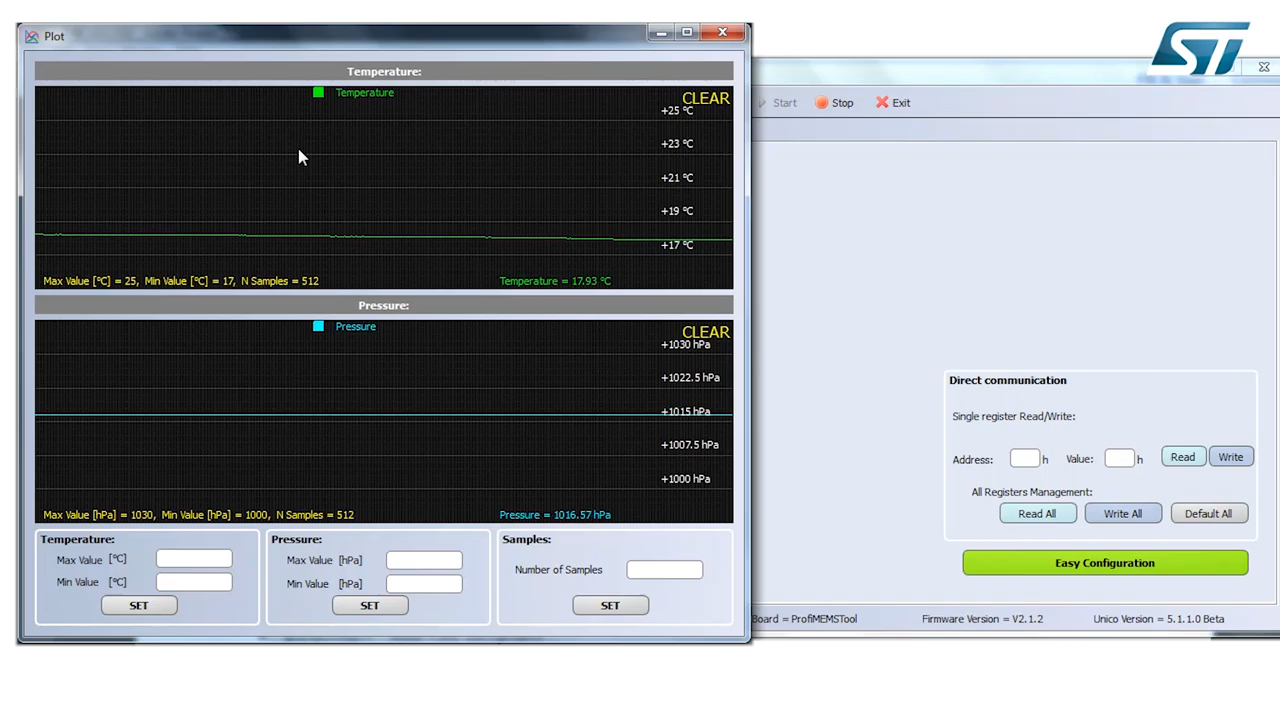 Plot
Temperature:
Temperature
CLEAR
+25 °C
+23 °C
+21 °C
+19 °C
+17 °C
Max Value [°C] = 25, Min Value [°C] = 17, N Samples = 512
Temperature = 17.93 °C
Pressure:
Pressure
CLEAR
+1030 hPa
+1022.5 hPa
+1015 hPa
+1007.5 hPa
+1000 hPa
Max Value [hPa] = 1030, Min Value [hPa] = 1000, N Samples = 512
Pressure = 1016.57 hPa
Temperature:
Max Value [°C]
Min Value [°C]
SET
Pressure:
Max Value [hPa]
Min Value [hPa]
SET
Samples:
Number of Samples
SET
ST
Start Stop Exit
Direct communication
Single register Read/Write:
Address: h Value: h Read Write
All Registers Management:
Read All Write All Default All
Easy Configuration
Board = ProfiMEMSTool Firmware Version = V2.1.2 Unico Version = 5.1.1.0 Beta